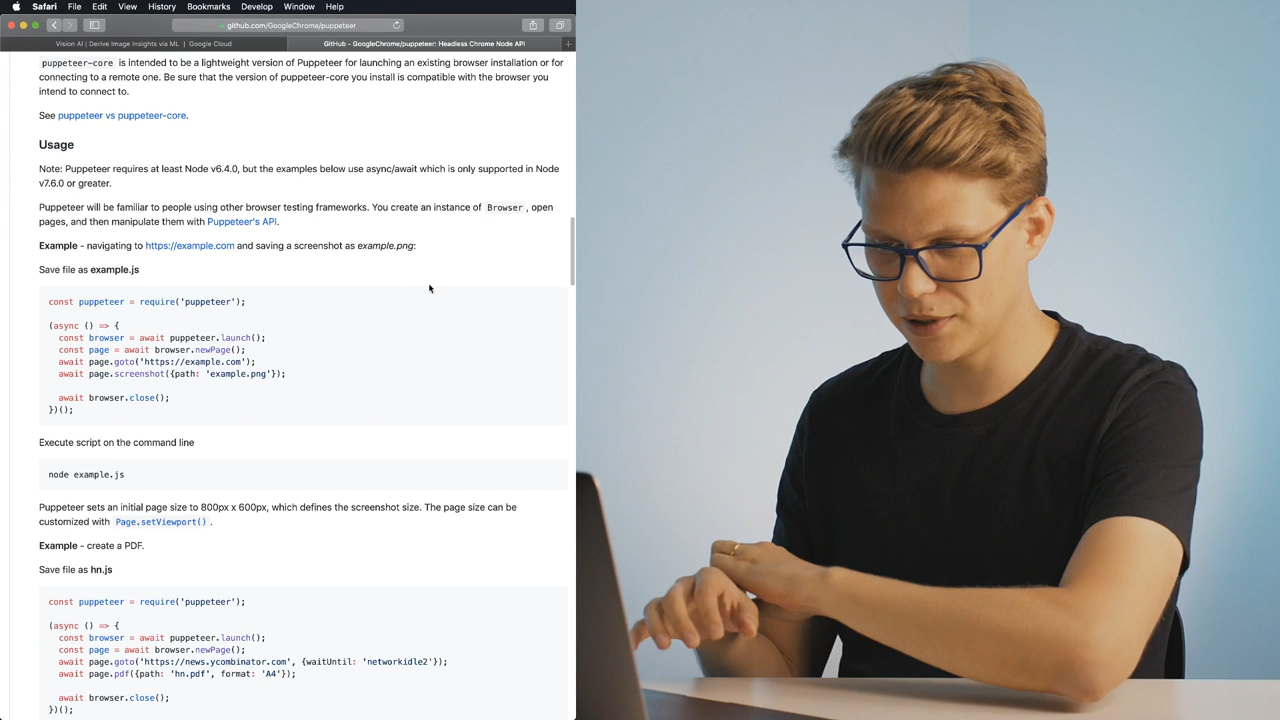 Safari File Edit View History Bookmarks Develop Window Help
github.com/GoogleChrome/puppeteer
Vision AI | Derive Image Insights via ML | Google Cloud
GitHub - GoogleChrome/puppeteer: Headless Chrome Node API
puppeteer-core is intended to be a lightweight version of Puppeteer for launching an existing browser installation or for
connecting to a remote one. Be sure that the version of puppeteer-core you install is compatible with the browser you
intend to connect to.
See puppeteer vs puppeteer-core.
Usage
Note: Puppeteer requires at least Node v6.4.0, but the examples below use async/await which is only supported in Node
v7.6.0 or greater.
Puppeteer will be familiar to people using other browser testing frameworks. You create an instance of Browser, open
pages, and then manipulate them with Puppeteer's API.
Example - navigating to https://example.com and saving a screenshot as example.png:
Save file as example.js
const puppeteer = require('puppeteer');
(async () => {
  const browser = await puppeteer.launch();
  const page = await browser.newPage();
  await page.goto('https://example.com');
  await page.screenshot({path: 'example.png'});
  await browser.close();
})();
Execute script on the command line
node example.js
Puppeteer sets an initial page size to 800px x 600px, which defines the screenshot size. The page size can be
customized with Page.setViewport() .
Example - create a PDF.
Save file as hn.js
const puppeteer = require('puppeteer');
(async () => {
  const browser = await puppeteer.launch();
  const page = await browser.newPage();
  await page.goto('https://news.ycombinator.com', {waitUntil: 'networkidle2'});
  await page.pdf({path: 'hn.pdf', format: 'A4'});
  await browser.close();
})();